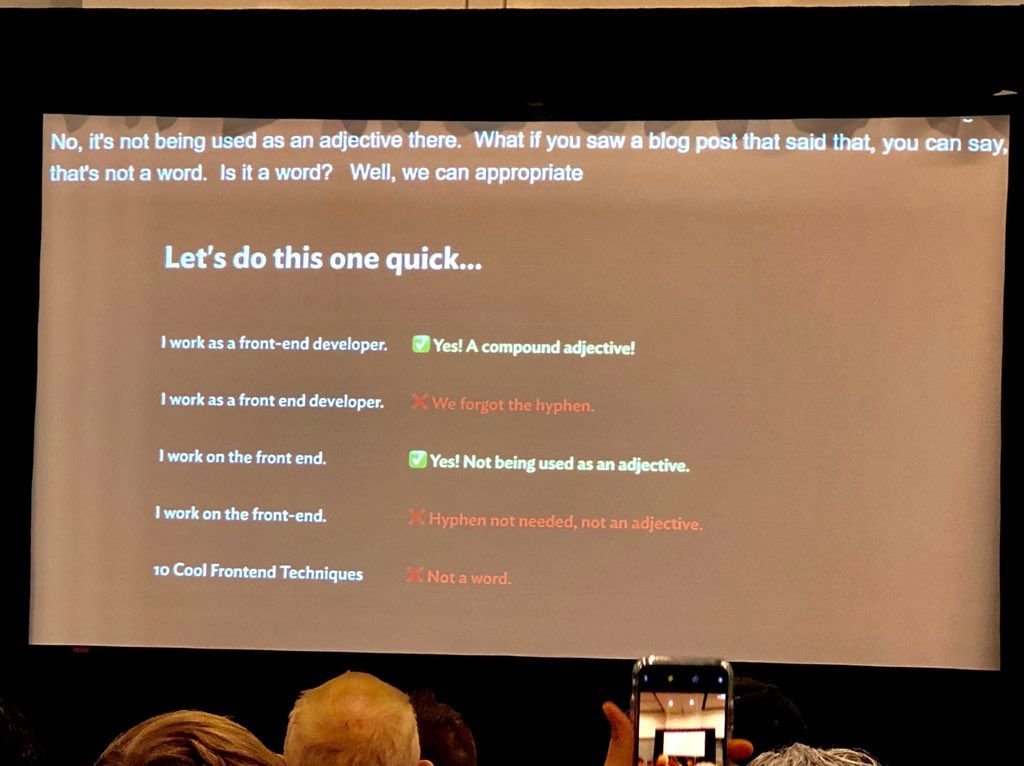 No, it's not being used as an adjective there.  What if you saw a blog post that said that, you can say,
that's not a word.  Is it a word?   Well, we can appropriate
Let's do this one quick...
I work as a front-end developer. ✅ Yes! A compound adjective!
I work as a front end developer. ❌ We forgot the hyphen.
I work on the front end. ✅ Yes! Not being used as an adjective.
I work on the front-end. ❌ Hyphen not needed, not an adjective.
10 Cool Frontend Techniques ❌ Not a word.